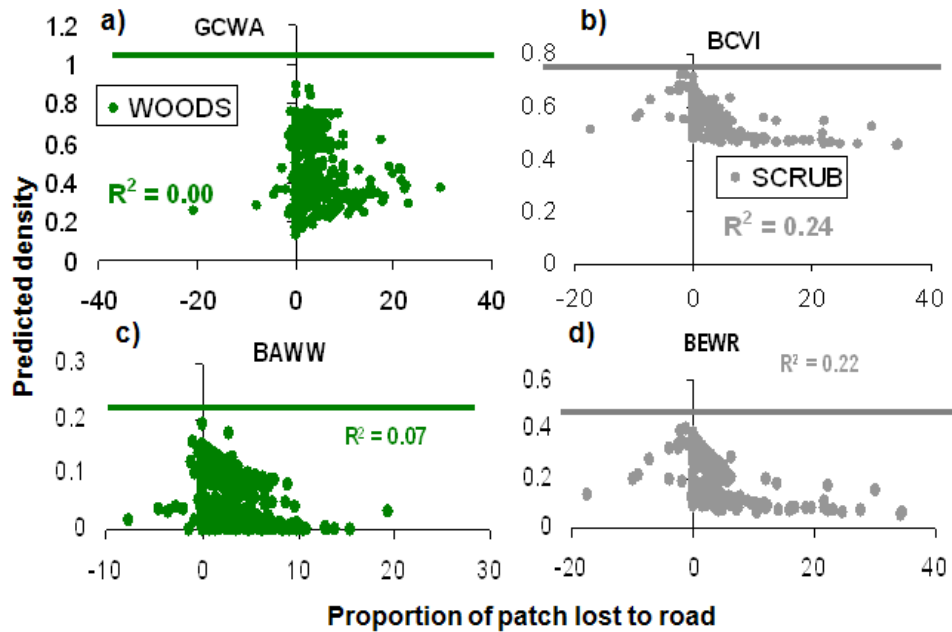 a)
GCWA
1.2
1
0.8
0.6
0.4
0.2
0
WOODS
R² = 0.00
-40
-20
0
20
40
b)
BCVI
0.8
0.6
0.4
0.2
0
SCRUB
R² = 0.24
-20
0
20
40
Predicted density
c)
BAWW
0.3
0.2
0.1
0
R² = 0.07
-10
0
10
20
30
d)
BEWR
R² = 0.22
0.6
0.4
0.2
0
-20
0
20
40
Proportion of patch lost to road